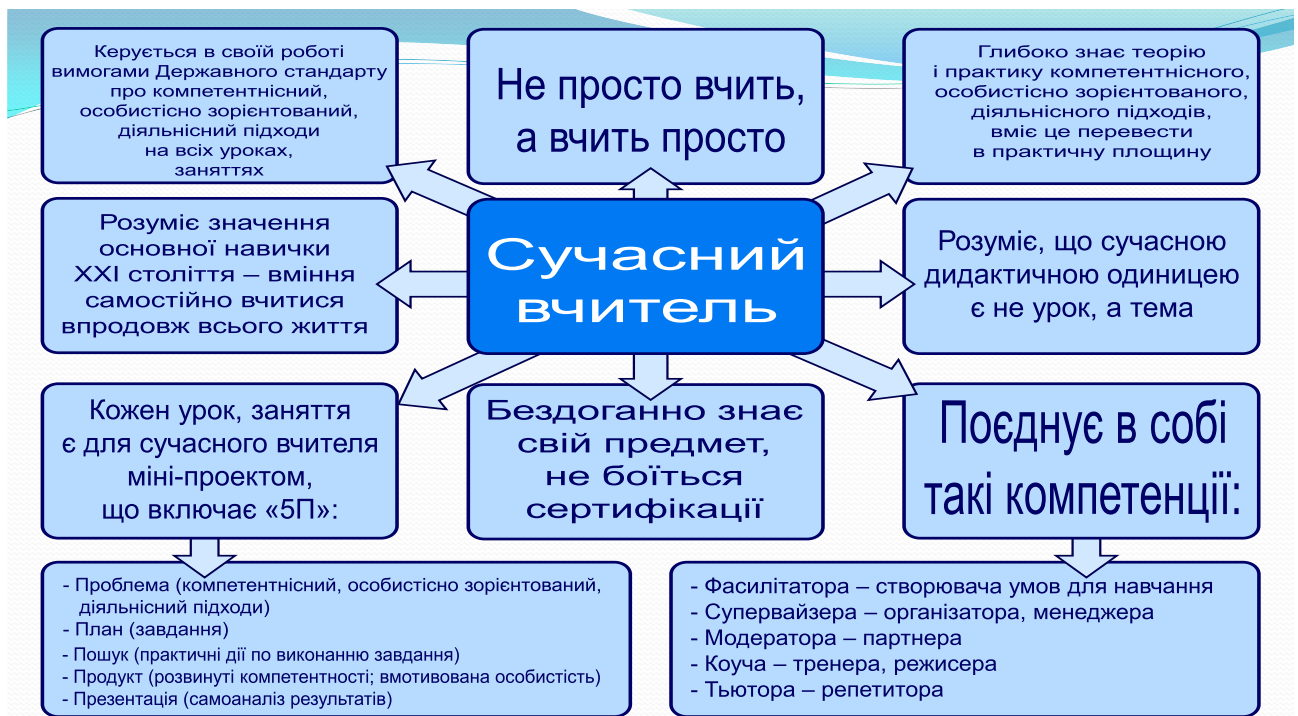 Керується в своїй роботі
вимогами Державного стандарту
про компетентнісний,
особистісно зорієнтований,
діяльнісний підходи
на всіх уроках,
заняттях
Не просто вчить,
а вчить просто
Глибоко знає теорію
і практику компетентнісного,
особистісно зорієнтованого,
діяльнісного підходів,
вміє це перевести
в практичну площину
Розуміє значення
основної навички
ХХІ століття – вміння
самостійно вчитися
впродовж всього життя
Сучасний
вчитель
Розуміє, що сучасною
дидактичною одиницею
є не урок, а тема
Кожен урок, заняття
є для сучасного вчителя
міні-проектом,
що включає «5П»:
Бездоганно знає
свій предмет,
не боїться
сертифікації
Поєднує в собі
такі компетенції:
- Проблема (компетентнісний, особистісно зорієнтований,
діяльнісний підходи)
- План (завдання)
- Пошук (практичні дії по виконанню завдання)
- Продукт (розвинуті компетентності; вмотивована особистість)
- Презентація (самоаналіз результатів)
- Фасилітатора – створювача умов для навчання
- Супервайзера – організатора, менеджера
- Модератора – партнера
- Коуча – тренера, режисера
- Тьютора – репетитора